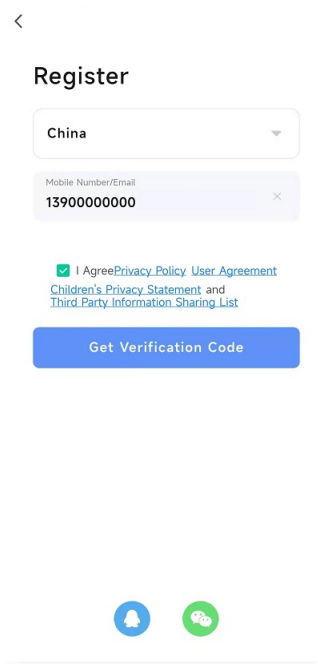 Register
China
Mobile Number/Email
13900000000
I AgreePrivacy Policy User Agreement
Children's Privacy Statement and
Third Party Information Sharing List
Get Verification Code